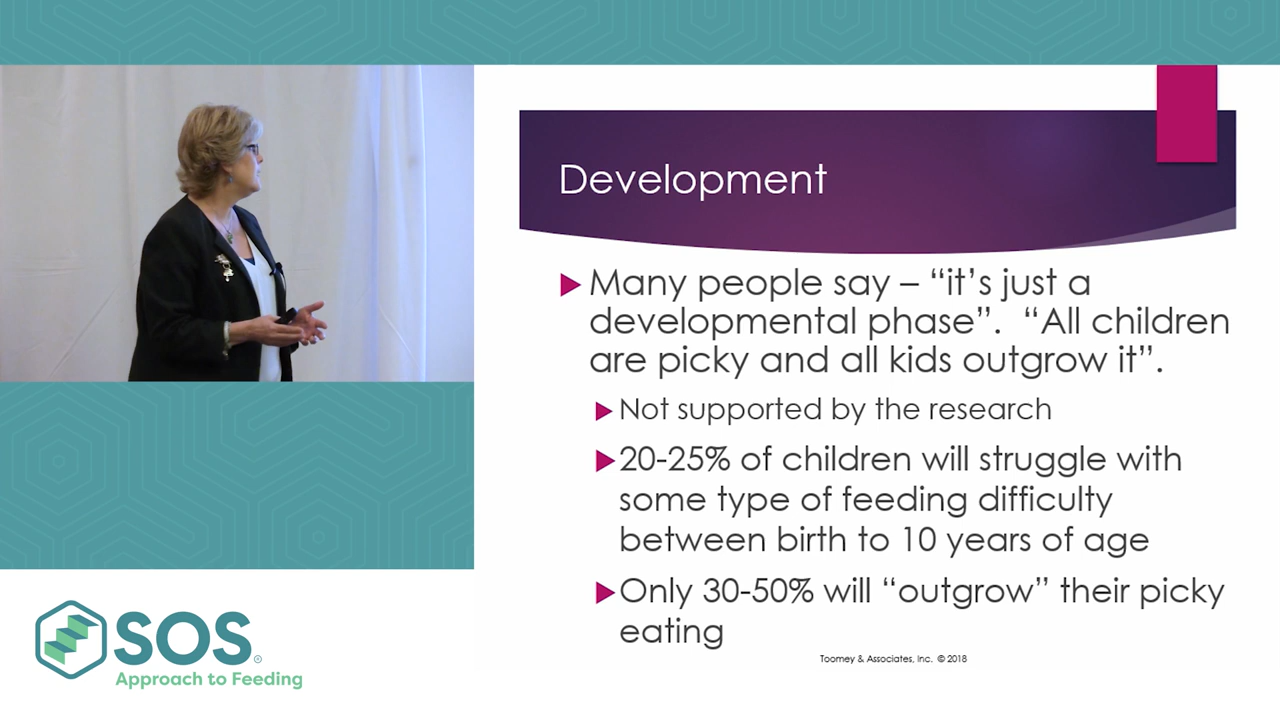 Development
Many people say – “it’s just a
developmental phase”. “All children
are picky and all kids outgrow it”.
Not supported by the research
20-25% of children will struggle with
some type of feeding difficulty
between birth to 10 years of age
Only 30-50% will “outgrow” their picky
eating
Toomey & Associates, Inc. © 2018
SOS®
Approach to Feeding